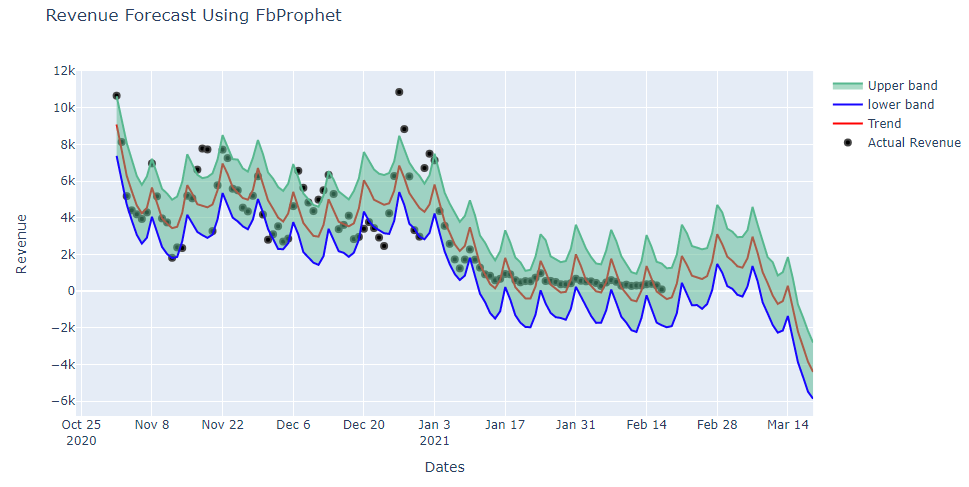 Revenue Forecast Using FbProphet
12k
10k
8k
6k
4k
2k
0
−2k
−4k
−6k
Revenue
Oct 25
2020
Nov 8
Nov 22
Dec 6
Dec 20
Jan 3
2021
Jan 17
Jan 31
Feb 14
Feb 28
Mar 14
Dates
Upper band
lower band
Trend
Actual Revenue